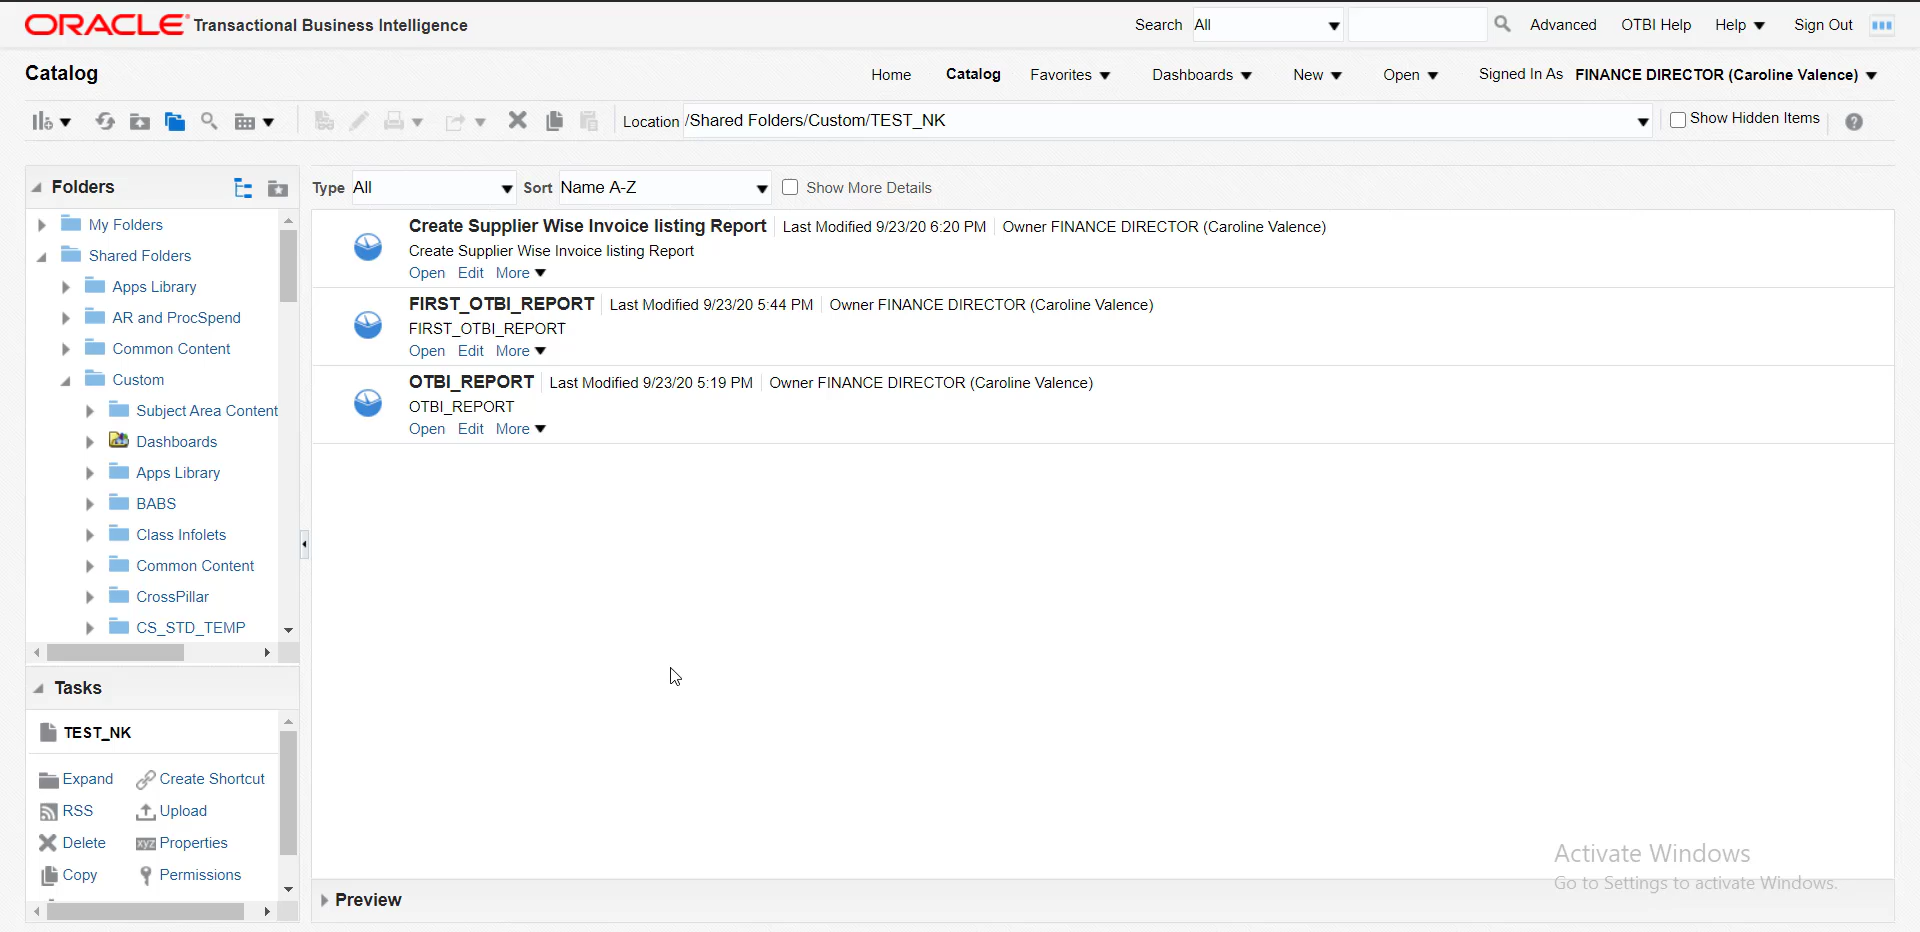 ORACLE Transactional Business Intelligence Search All Advanced OTBI Help Help Sign Out
Catalog Home Catalog Favorites Dashboards New Open Signed In As FINANCE DIRECTOR (Caroline Valence)
Location /Shared Folders/Custom/TEST_NK Show Hidden Items
Folders
My Folders
Shared Folders
Apps Library
AR and ProcSpend
Common Content
Custom
Subject Area Content
Dashboards
Apps Library
BABS
Class Infolets
Common Content
CrossPillar
CS_STD_TEMP
Tasks
TEST_NK
Expand Create Shortcut
RSS Upload
Delete xyz Properties
Copy Permissions
Type All Sort Name A-Z Show More Details
Create Supplier Wise Invoice listing Report Last Modified 9/23/20 6:20 PM Owner FINANCE DIRECTOR (Caroline Valence)
Create Supplier Wise Invoice listing Report
Open Edit More
FIRST_OTBI_REPORT Last Modified 9/23/20 5:44 PM Owner FINANCE DIRECTOR (Caroline Valence)
FIRST_OTBI_REPORT
Open Edit More
OTBI_REPORT Last Modified 9/23/20 5:19 PM Owner FINANCE DIRECTOR (Caroline Valence)
OTBI_REPORT
Open Edit More
Activate Windows
Go to Settings to activate Windows.
Preview